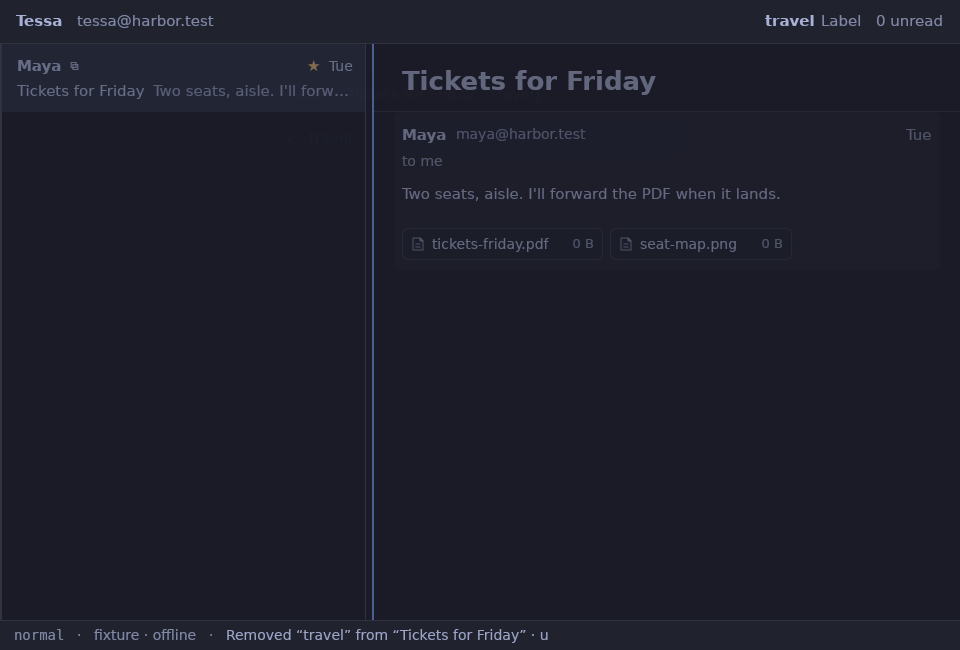 Tessa tessa@harbor.test travel Label 0 unread
Maya ★ Tue
Tickets for Friday Two seats, aisle. I'll forw…
Tickets for Friday
Maya maya@harbor.test Tue
to me
Two seats, aisle. I'll forward the PDF when it lands.
tickets-friday.pdf 0 B seat-map.png 0 B
normal · fixture · offline · Removed “travel” from “Tickets for Friday” · u